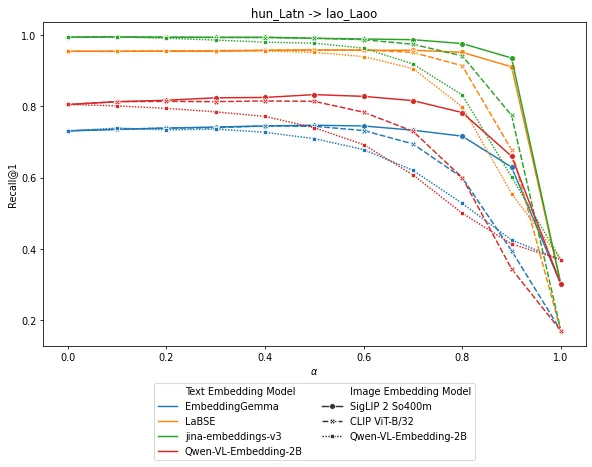 hun_Latn -> lao_Laoo
Recall@1
1.0
0.8
0.6
0.4
0.2
0.0 0.2 0.4 0.6 0.8 1.0
α
Text Embedding Model
EmbeddingGemma
LaBSE
jina-embeddings-v3
Qwen-VL-Embedding-2B
Image Embedding Model
SigLIP 2 So400m
CLIP ViT-B/32
Qwen-VL-Embedding-2B